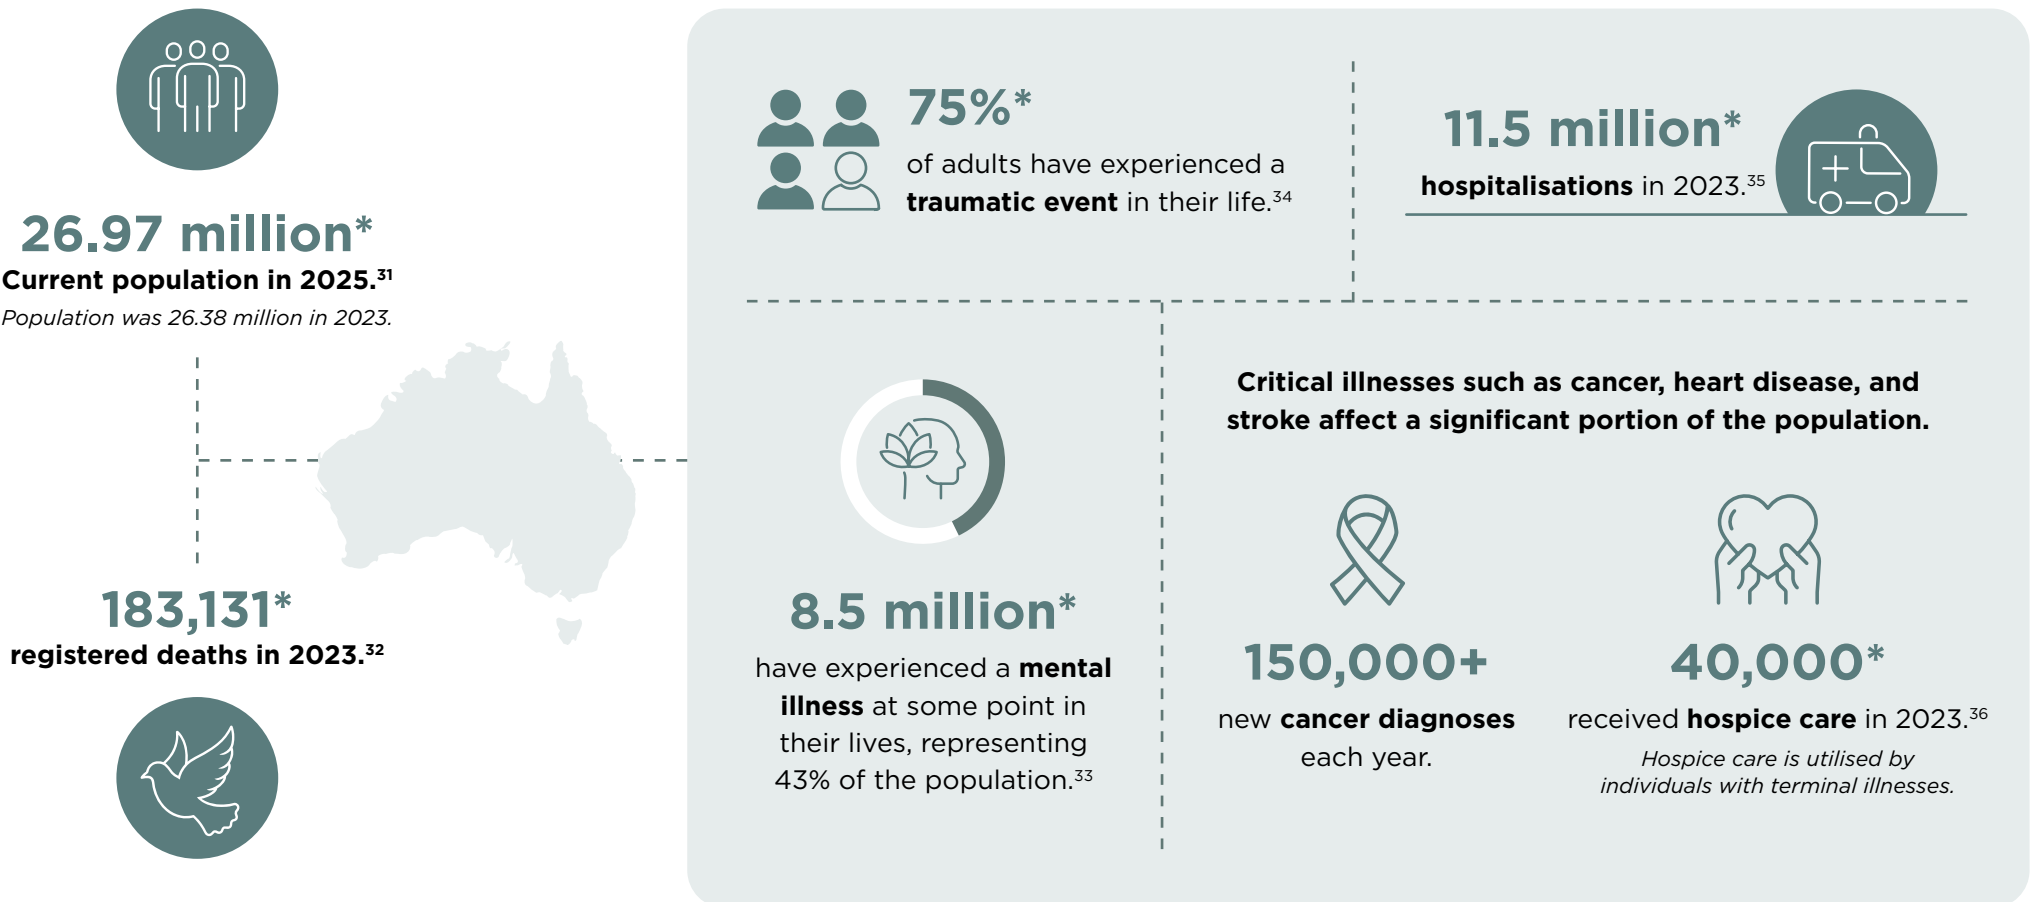 26.97 million*
Current population in 2025.³¹
Population was 26.38 million in 2023.
183,131*
registered deaths in 2023.³²
75%*
of adults have experienced a
traumatic event in their life.³⁴
11.5 million*
hospitalisations in 2023.³⁵
8.5 million*
have experienced a mental
illness at some point in
their lives, representing
43% of the population.³³
Critical illnesses such as cancer, heart disease, and
stroke affect a significant portion of the population.
150,000+
new cancer diagnoses
each year.
40,000*
received hospice care in 2023.³⁶
Hospice care is utilised by
individuals with terminal illnesses.